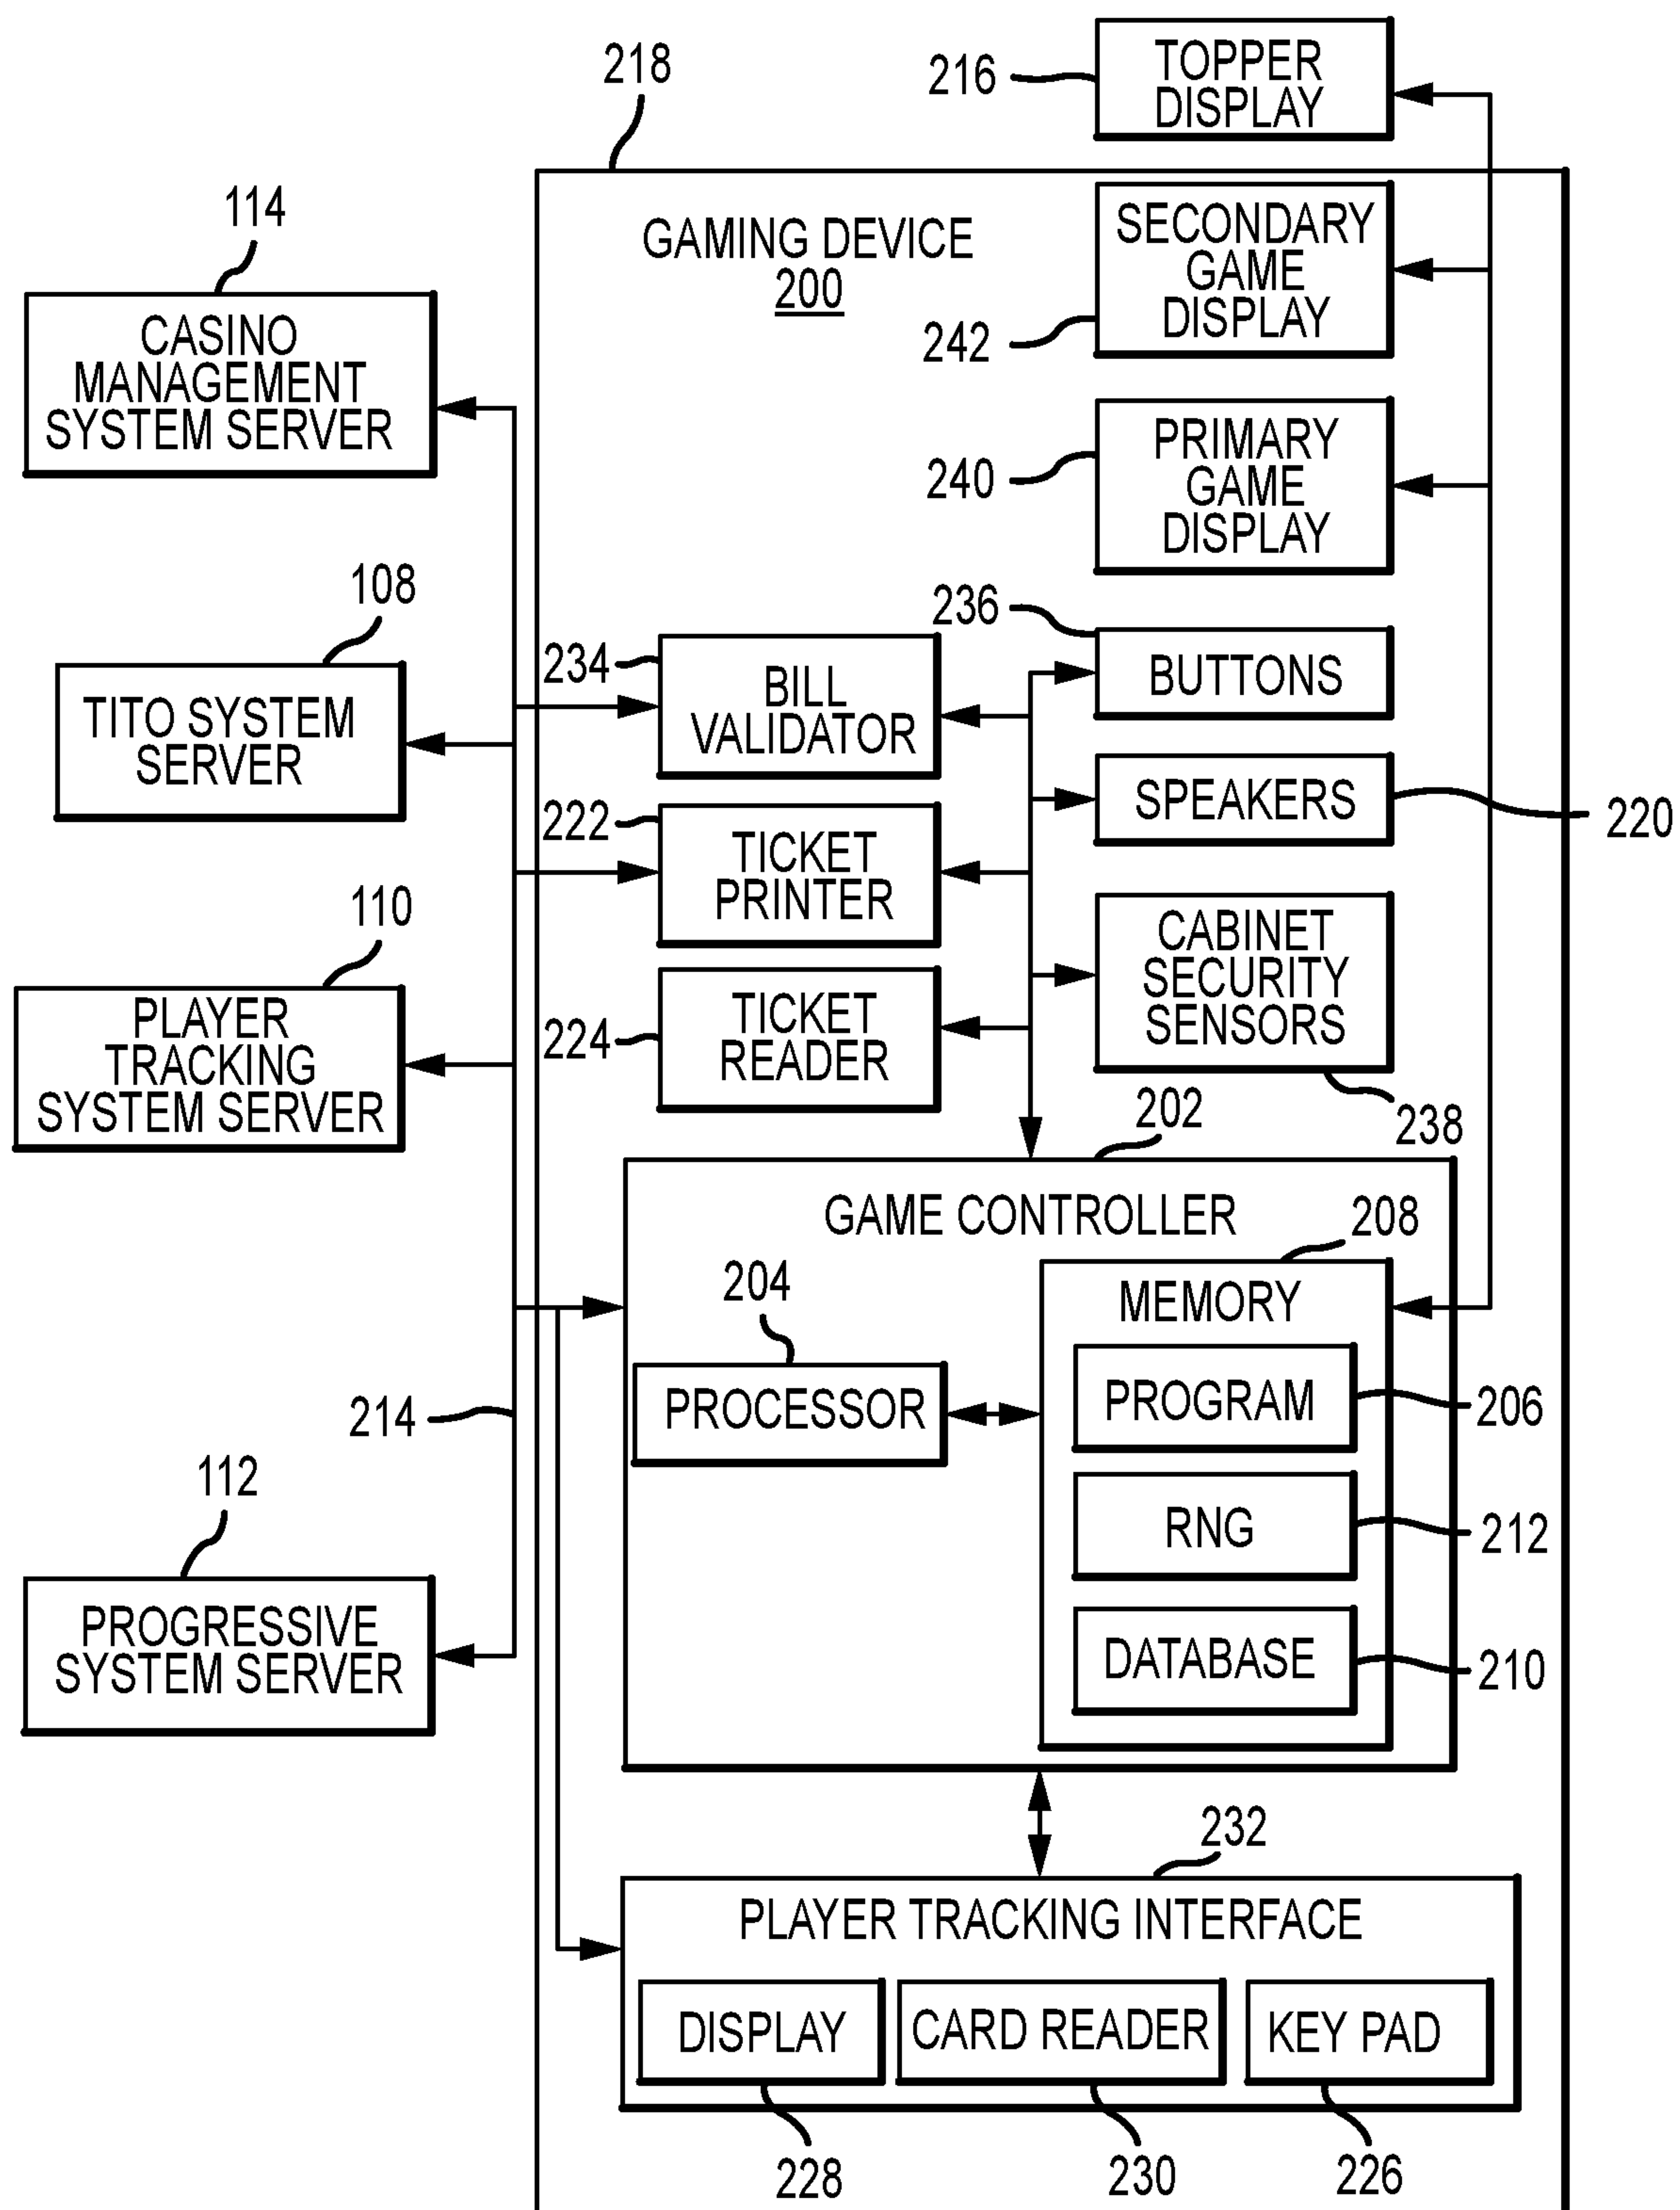 216
TOPPER
DISPLAY
218
GAMING DEVICE
200
SECONDARY
GAME
DISPLAY
242
114
CASINO
MANAGEMENT
SYSTEM SERVER
PRIMARY
GAME
DISPLAY
240
108
TITO SYSTEM
SERVER
234
BILL
VALIDATOR
236
BUTTONS
222
TICKET
PRINTER
SPEAKERS
220
110
PLAYER
TRACKING
SYSTEM SERVER
224
TICKET
READER
CABINET
SECURITY
SENSORS
238
202
GAME CONTROLLER
208
MEMORY
204
PROCESSOR
PROGRAM
206
214
RNG
212
112
PROGRESSIVE
SYSTEM SERVER
DATABASE
210
232
PLAYER TRACKING INTERFACE
DISPLAY
CARD READER
KEY PAD
228
230
226